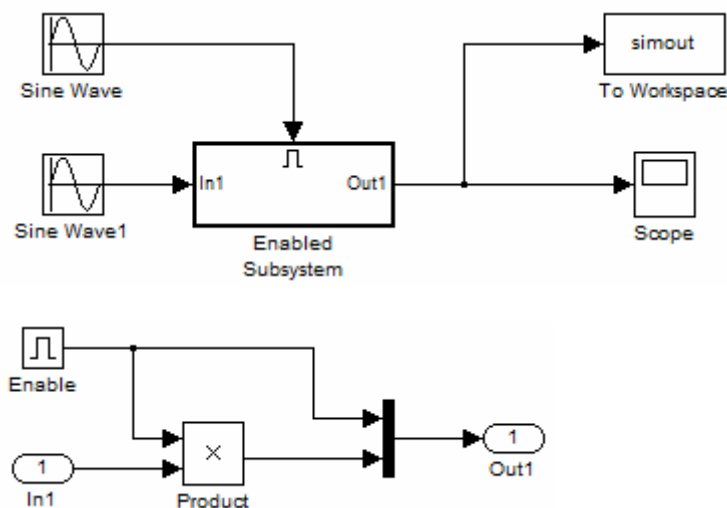 simout
Sine Wave
To Workspace
In1
Out1
Sine Wave1
Enabled
Subsystem
Scope
Enable
×
1
1
In1
Product
Out1